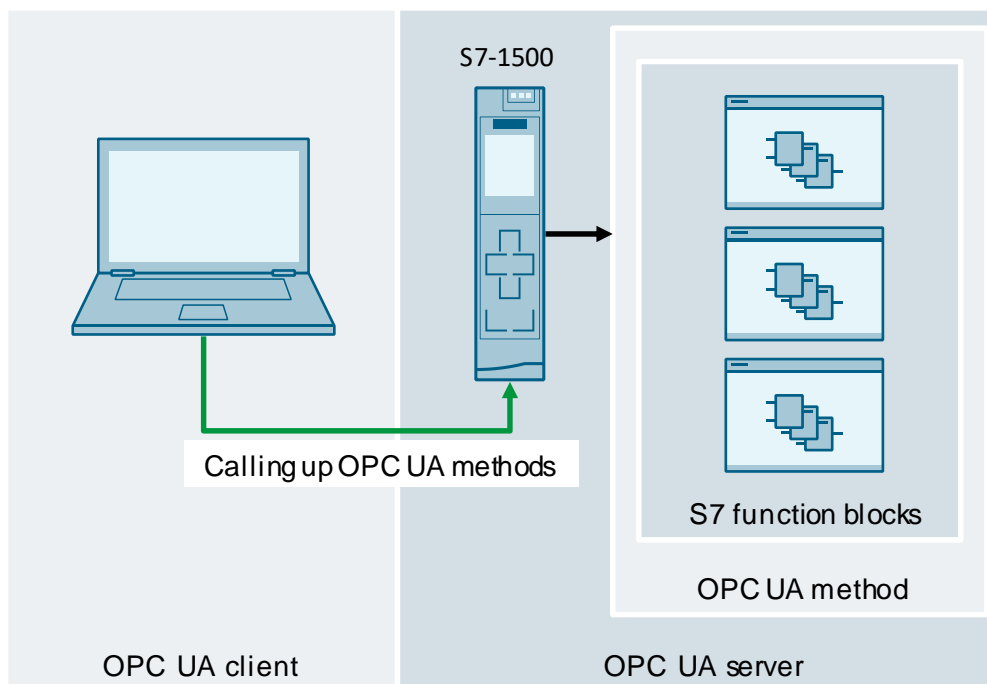 S7-1500
Calling up OPC UA methods
S7 function blocks
OPC UA method
OPC UA client
OPC UA server